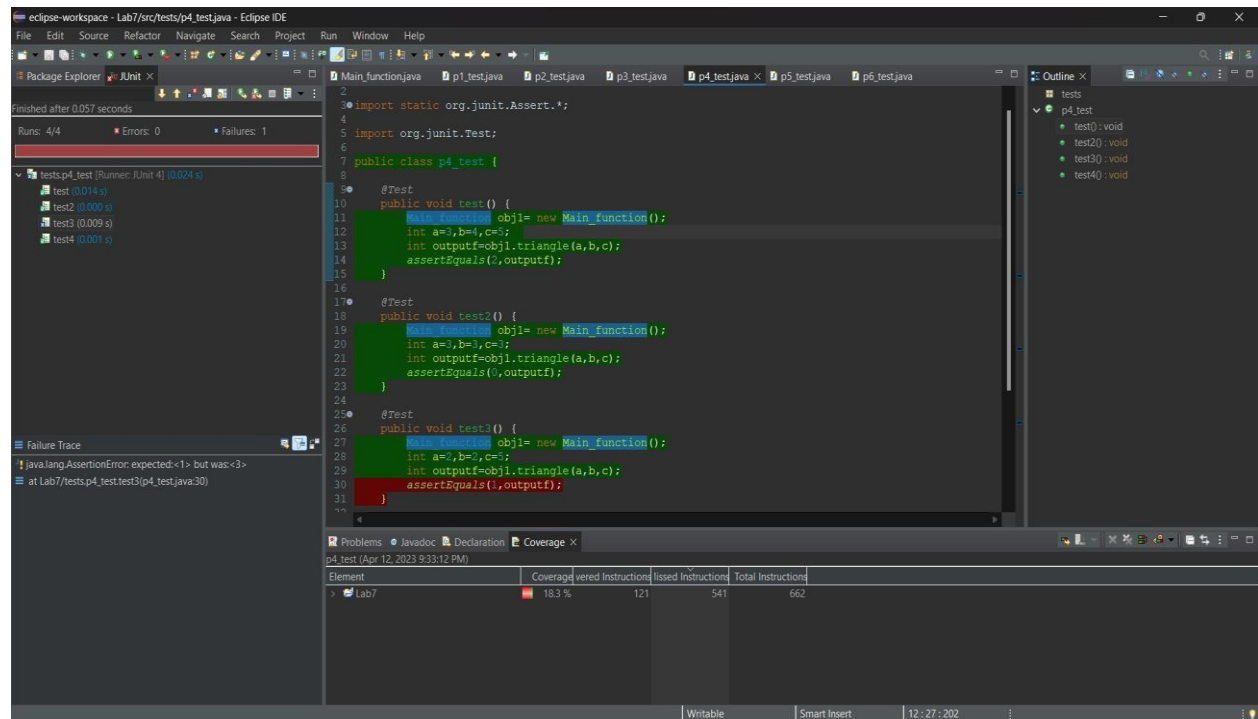 eclipse-workspace - Lab7/src/tests/p4_test.java - Eclipse IDE
File Edit Source Refactor Navigate Search Project Run Window Help
Package Explorer JUnit
Finished after 0.057 seconds
Runs: 4/4 Errors: 0 Failures: 1
tests.p4_test [Runner: JUnit 4] (0.024 s)
test (0.014 s)
test2 (0.000 s)
test3 (0.009 s)
test4 (0.001 s)
Failure Trace
java.lang.AssertionError: expected:<1> but was:<3>
at Lab7/tests.p4_test.test3(p4_test.java:30)
Main_function.java p1_test.java p2_test.java p3_test.java p4_test.java p5_test.java p6_test.java
2
3 import static org.junit.Assert.*;
4
5 import org.junit.Test;
6
7 public class p4_test {
8
9 @Test
10 public void test() {
11 Main_function obj1= new Main_function();
12 int a=3,b=4,c=5;
13 int outputf=obj1.triangle(a,b,c);
14 assertEquals(2,outputf);
15 }
16
17 @Test
18 public void test2() {
19 Main_function obj1= new Main_function();
20 int a=3,b=3,c=3;
21 int outputf=obj1.triangle(a,b,c);
22 assertEquals(0,outputf);
23 }
24
25 @Test
26 public void test3() {
27 Main_function obj1= new Main_function();
28 int a=2,b=2,c=5;
29 int outputf=obj1.triangle(a,b,c);
30 assertEquals(1,outputf);
31 }
Outline
tests
p4_test
test() : void
test2() : void
test3() : void
test4() : void
Problems Javadoc Declaration Coverage
p4_test (Apr 12, 2023 9:33:12 PM)
Element Coverage vered Instructions lissed Instructions Total Instructions
Lab7 18.3 % 121 541 662
Writable Smart Insert 12 : 27 : 202